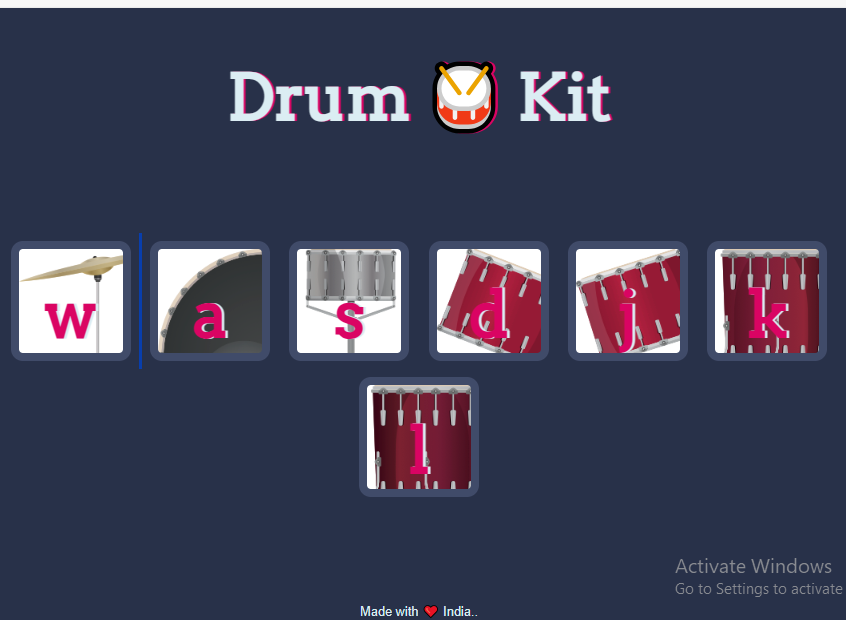 Drum 🥁 Kit
w a s d j k
l
Activate Windows
Go to Settings to activate
Made with ❤ India..